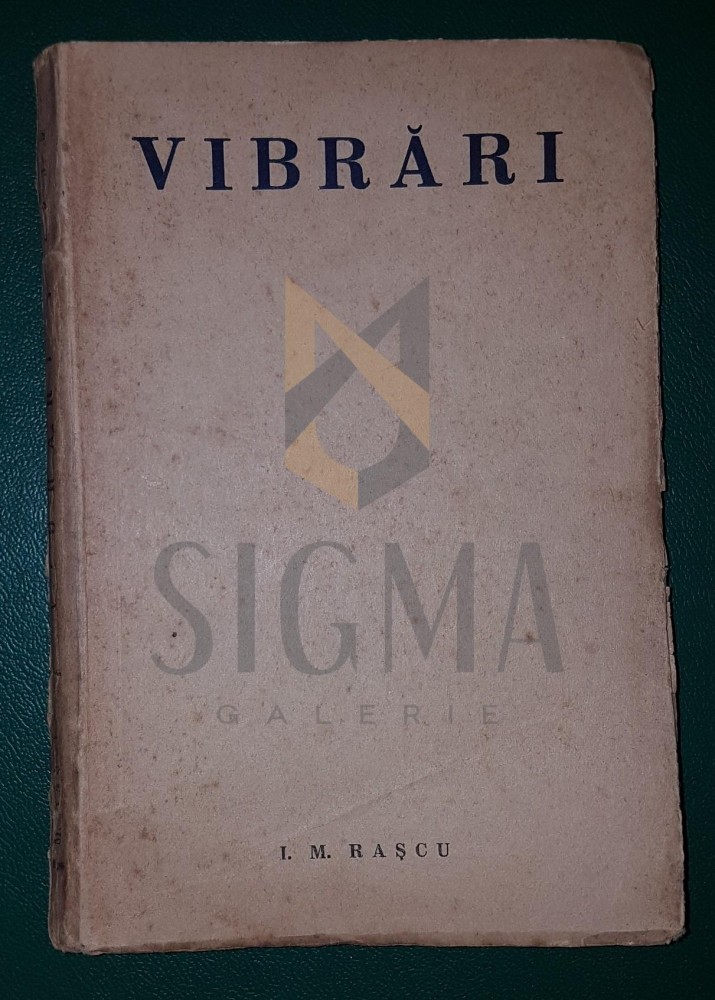 VIBRĂRI
SIGMA
GALERIE
I. M. RAŞCU